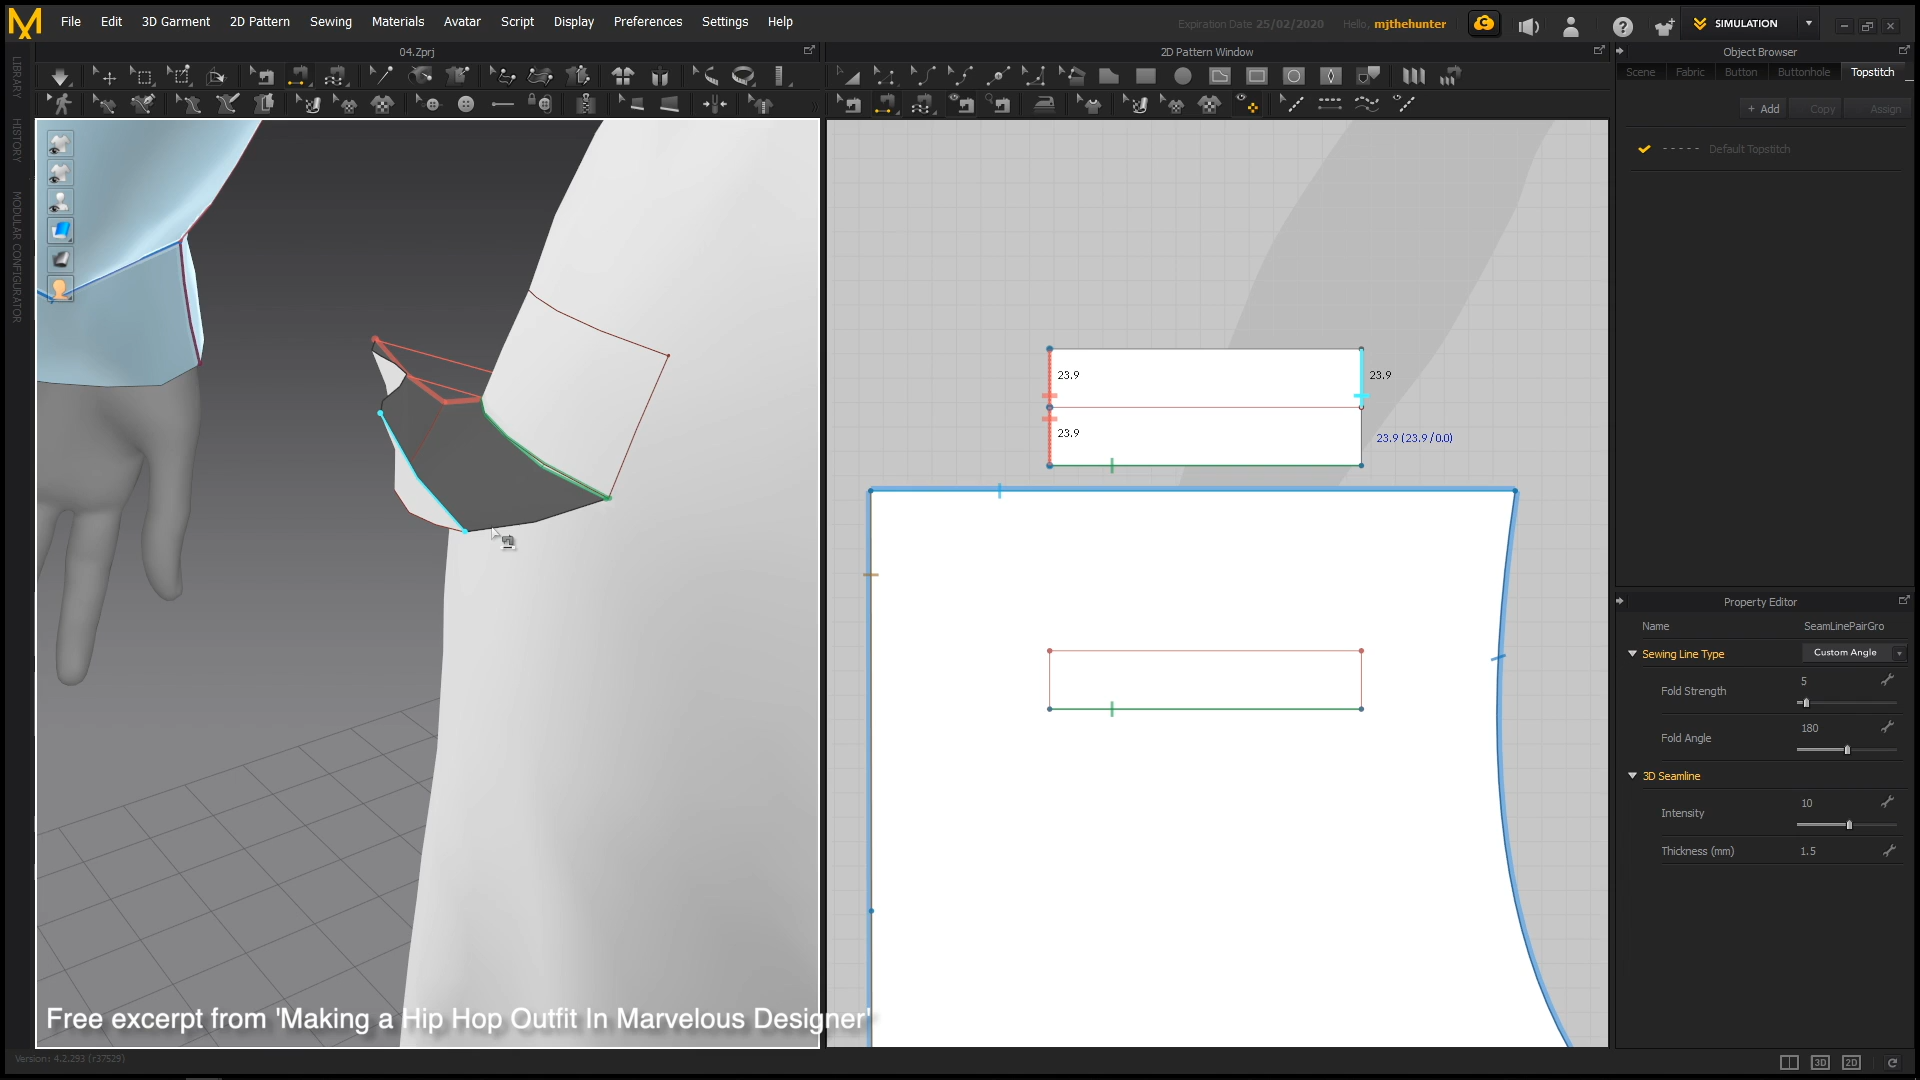 File Edit 3D Garment 2D Pattern Sewing Materials Avatar Script Display Preferences Settings Help
Expiration Date 25/02/2020 Hello, mjthehunter
SIMULATION
04.Zprj
2D Pattern Window
Object Browser
Scene Fabric Button Buttonhole Topstitch
+ Add Copy Assign
Default Topstitch
LIBRARY
HISTORY
MODULAR CONFIGURATOR
23.9 23.9
23.9 23.9 (23.9 /0.0)
Property Editor
Name SeamLinePairGro
Sewing Line Type Custom Angle
Fold Strength 5
Fold Angle 180
3D Seamline
Intensity 10
Thickness (mm) 1.5
Free excerpt from 'Making a Hip Hop Outfit In Marvelous Designer'
Version: 4.2.293 (r37529)
3D 2D